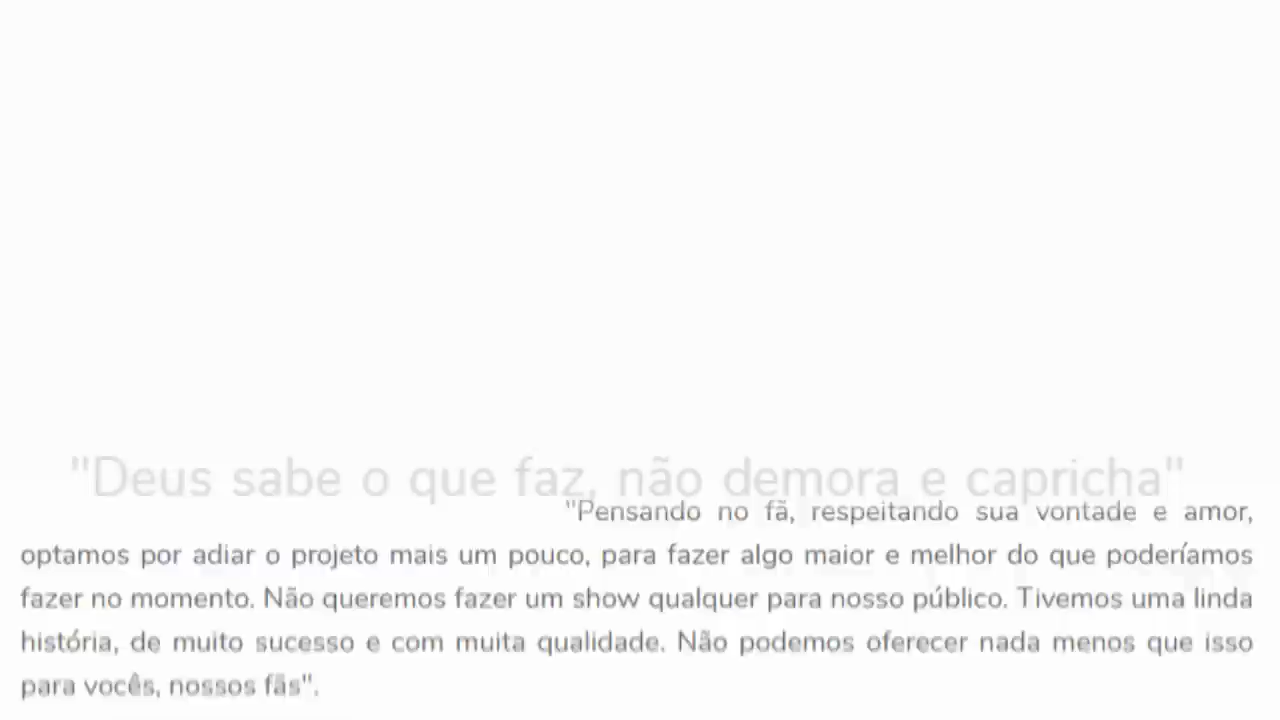 "Deus sabe o que faz, não demora e capricha"
"Pensando no fã, respeitando sua vontade e amor,
optamos por adiar o projeto mais um pouco, para fazer algo maior e melhor do que poderíamos
fazer no momento. Não queremos fazer um show qualquer para nosso público. Tivemos uma linda
história, de muito sucesso e com muita qualidade. Não podemos oferecer nada menos que isso
para vocês, nossos fãs".